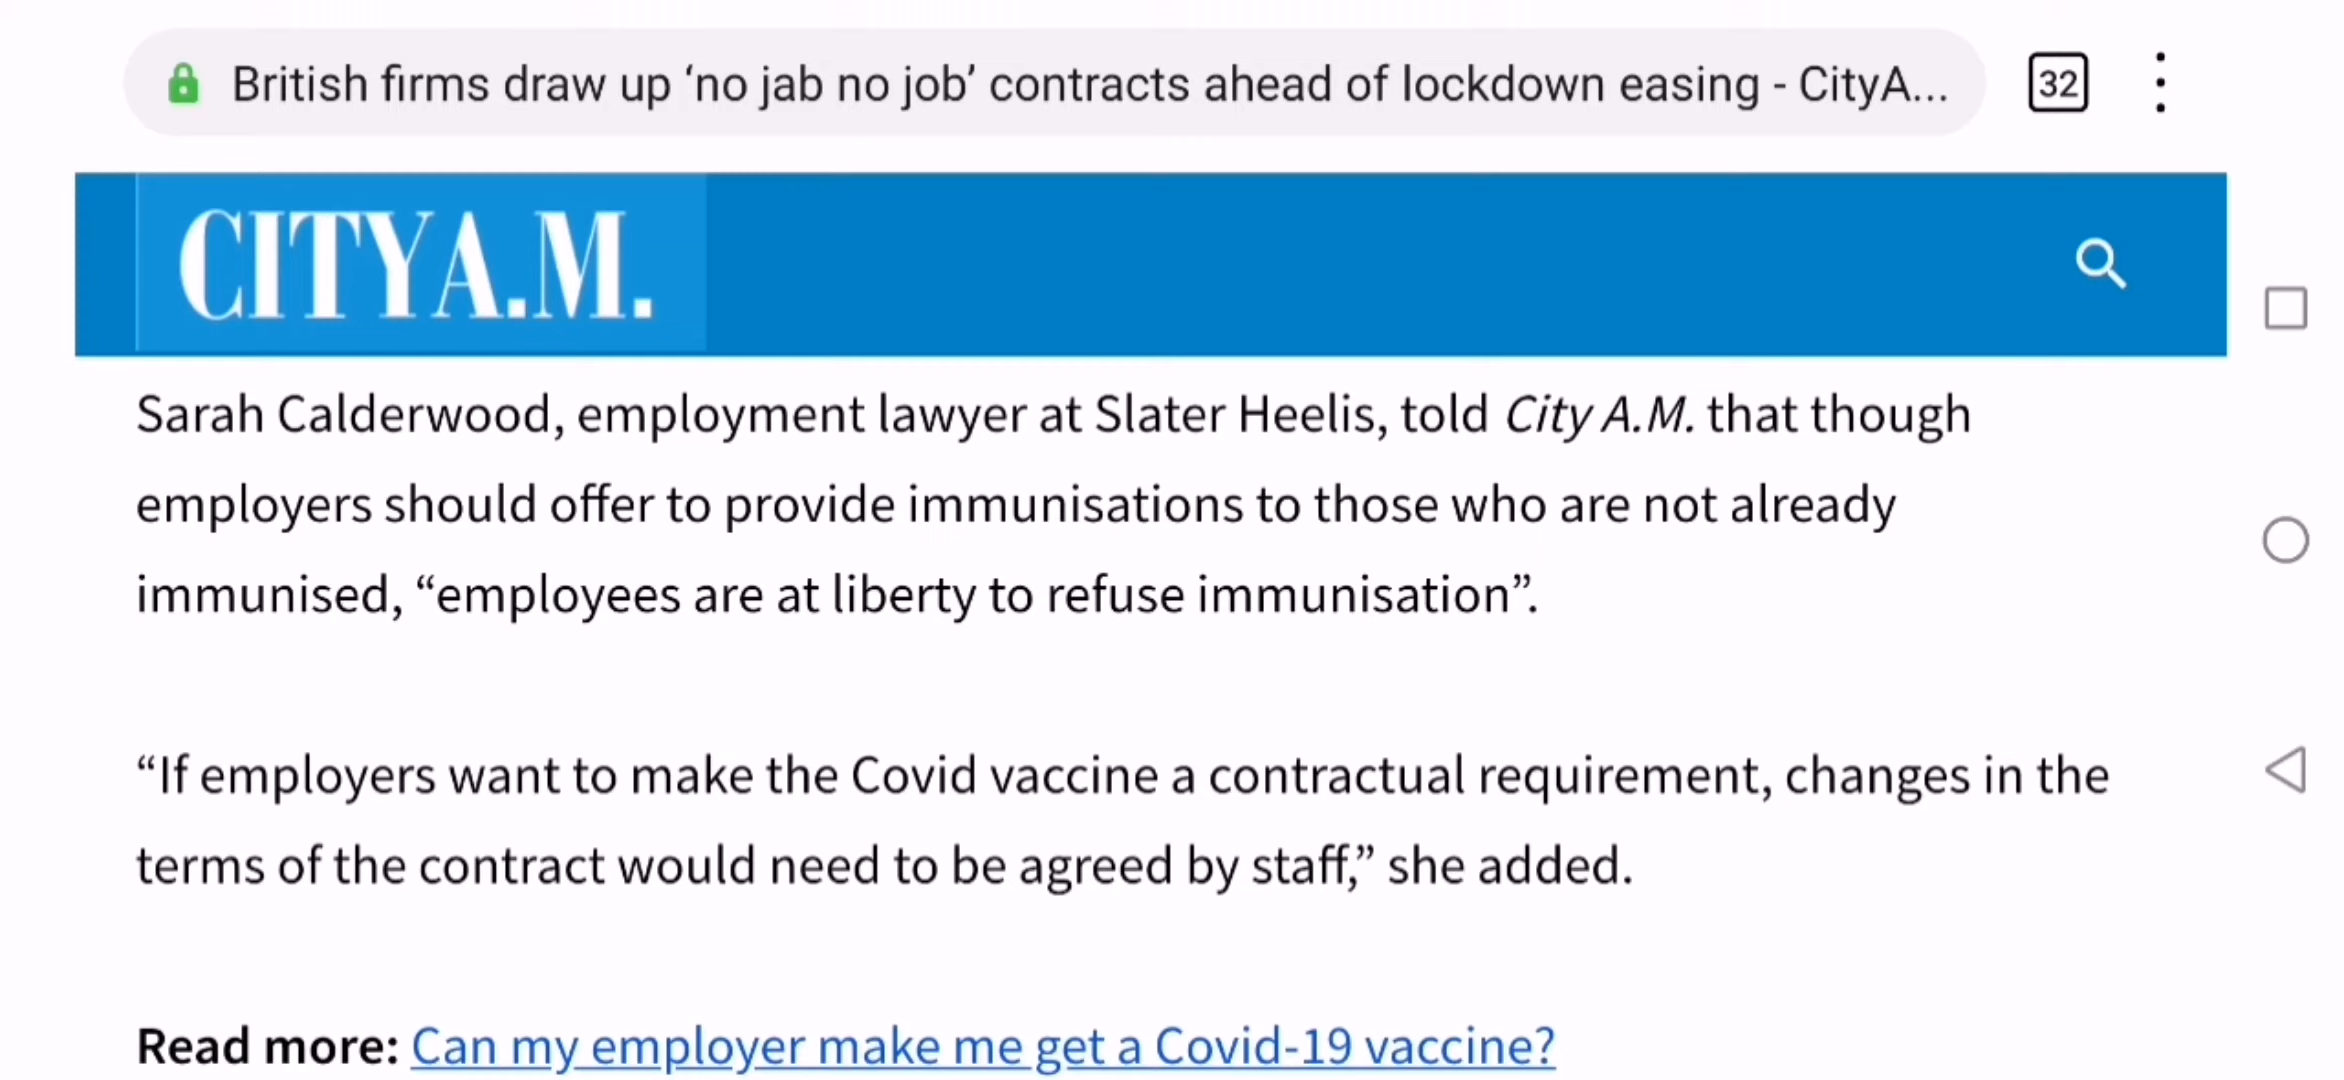 British firms draw up ‘no jab no job’ contracts ahead of lockdown easing - CityA...
32
CITYA.M.
Sarah Calderwood, employment lawyer at Slater Heelis, told City A.M. that though
employers should offer to provide immunisations to those who are not already
immunised, “employees are at liberty to refuse immunisation”.
“If employers want to make the Covid vaccine a contractual requirement, changes in the
terms of the contract would need to be agreed by staff,” she added.
Read more: Can my employer make me get a Covid-19 vaccine?